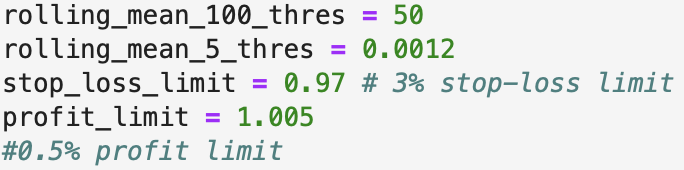 rolling_mean_100_thres = 50
rolling_mean_5_thres = 0.0012
stop_loss_limit = 0.97 # 3% stop-loss limit
profit_limit = 1.005
#0.5% profit limit